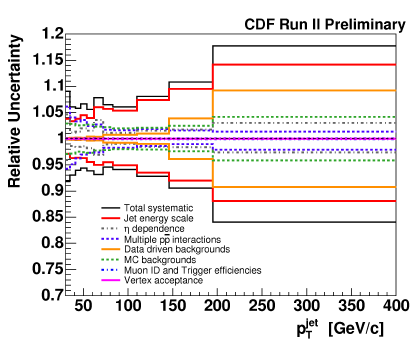 CDF Run II Preliminary
Relative Uncertainty
1.2
1.15
1.1
1.05
1
0.95
0.9
0.85
0.8
0.75
0.7
Total systematic
Jet energy scale
η dependence
Multiple pp̅ interactions
Data driven backgrounds
MC backgrounds
Muon ID and Trigger efficiencies
Vertex acceptance
50 100 150 200 250 300 350 400
p_T^jet [GeV/c]